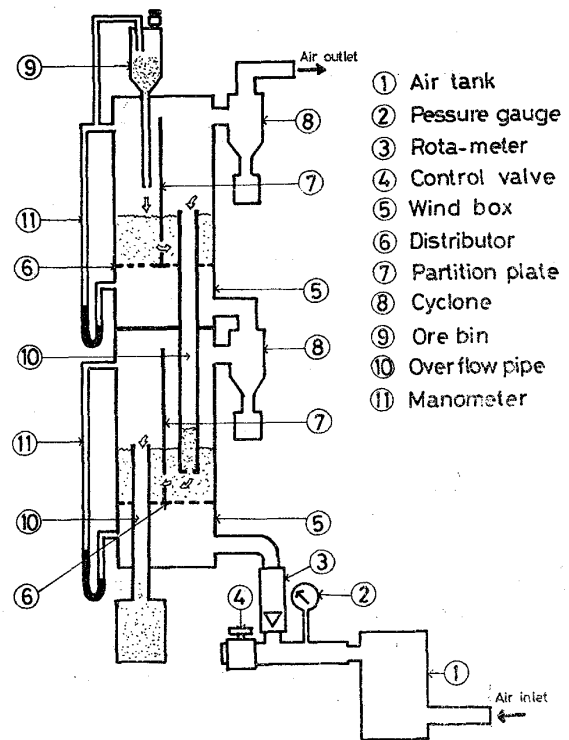 Air outlet
⑨
⑧
⑦
⑪
⑥
⑤
⑩
⑧
⑦
⑪
⑩
⑤
⑥
③
④
②
①
Air inlet
① Air tank
② Pessure gauge
③ Rota-meter
④ Control valve
⑤ Wind box
⑥ Distributor
⑦ Partition plate
⑧ Cyclone
⑨ Ore bin
⑩ Over flow pipe
⑪ Manometer